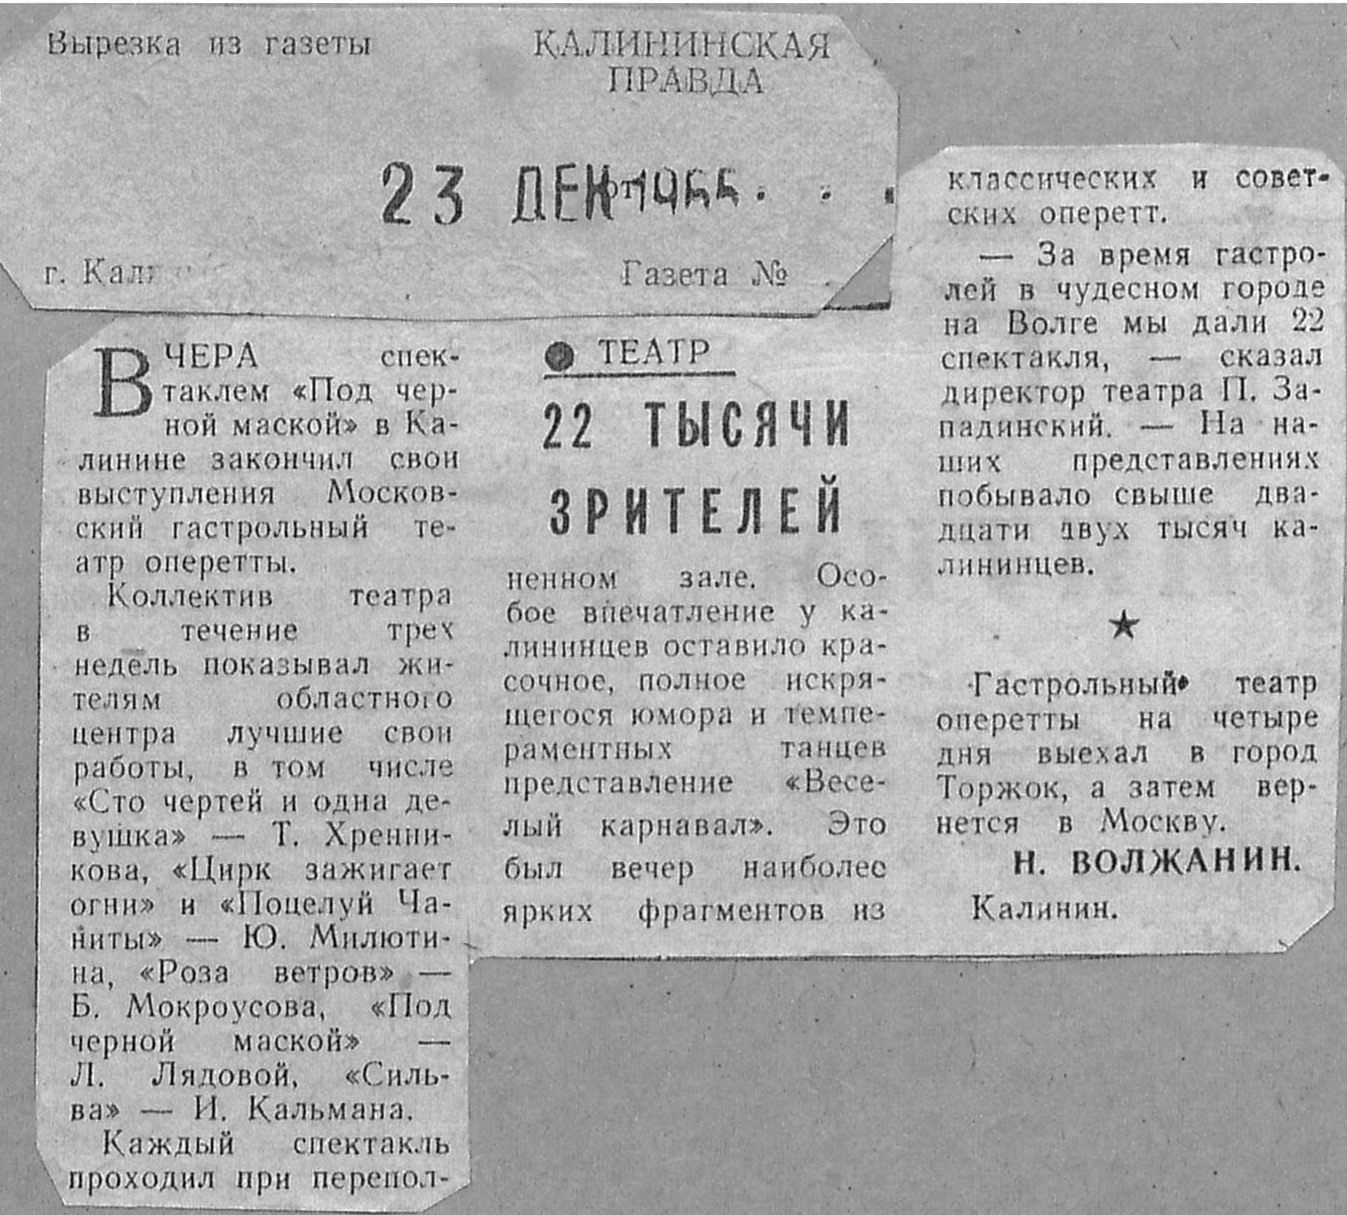 Вырезка из газеты
КАЛИНИНСКАЯ
ПРАВДА
23 ДЕК 1965
г. Кали
Газета №
ВЧЕРА спек-
таклем «Под чер-
ной маской» в Ка-
линине закончил свои
выступления Москов-
ский гастрольный те-
атр оперетты.
Коллектив театра
в течение трех
недель показывал жи-
телям областного
центра лучшие свои
работы, в том числе
«Сто чертей и одна де-
вушка» — Т. Хренни-
кова, «Цирк зажигает
огни» и «Поцелуй Ча-
ниты» — Ю. Милюти-
на, «Роза ветров» —
Б. Мокроусова, «Под
черной маской» —
Л. Лядовой, «Силь-
ва» — И. Кальмана.
Каждый спектакль
проходил при перепол-
● ТЕАТР
22 ТЫСЯЧИ
ЗРИТЕЛЕЙ
ненном зале. Осо-
бое впечатление у ка-
лининцев оставило кра-
сочное, полное искря-
щегося юмора и темпе-
раментных танцев
представление «Весе-
лый карнавал». Это
был вечер наиболее
ярких фрагментов из
классических и совет-
ских оперетт.
— За время гастро-
лей в чудесном городе
на Волге мы дали 22
спектакля, — сказал
директор театра П. За-
падинский. — На на-
ших представлениях
побывало свыше два-
дцати двух тысяч ка-
лининцев.
★
Гастрольный театр
оперетты на четыре
дня выехал в город
Торжок, а затем вер-
нется в Москву.
Н. ВОЛЖАНИН.
Калинин.